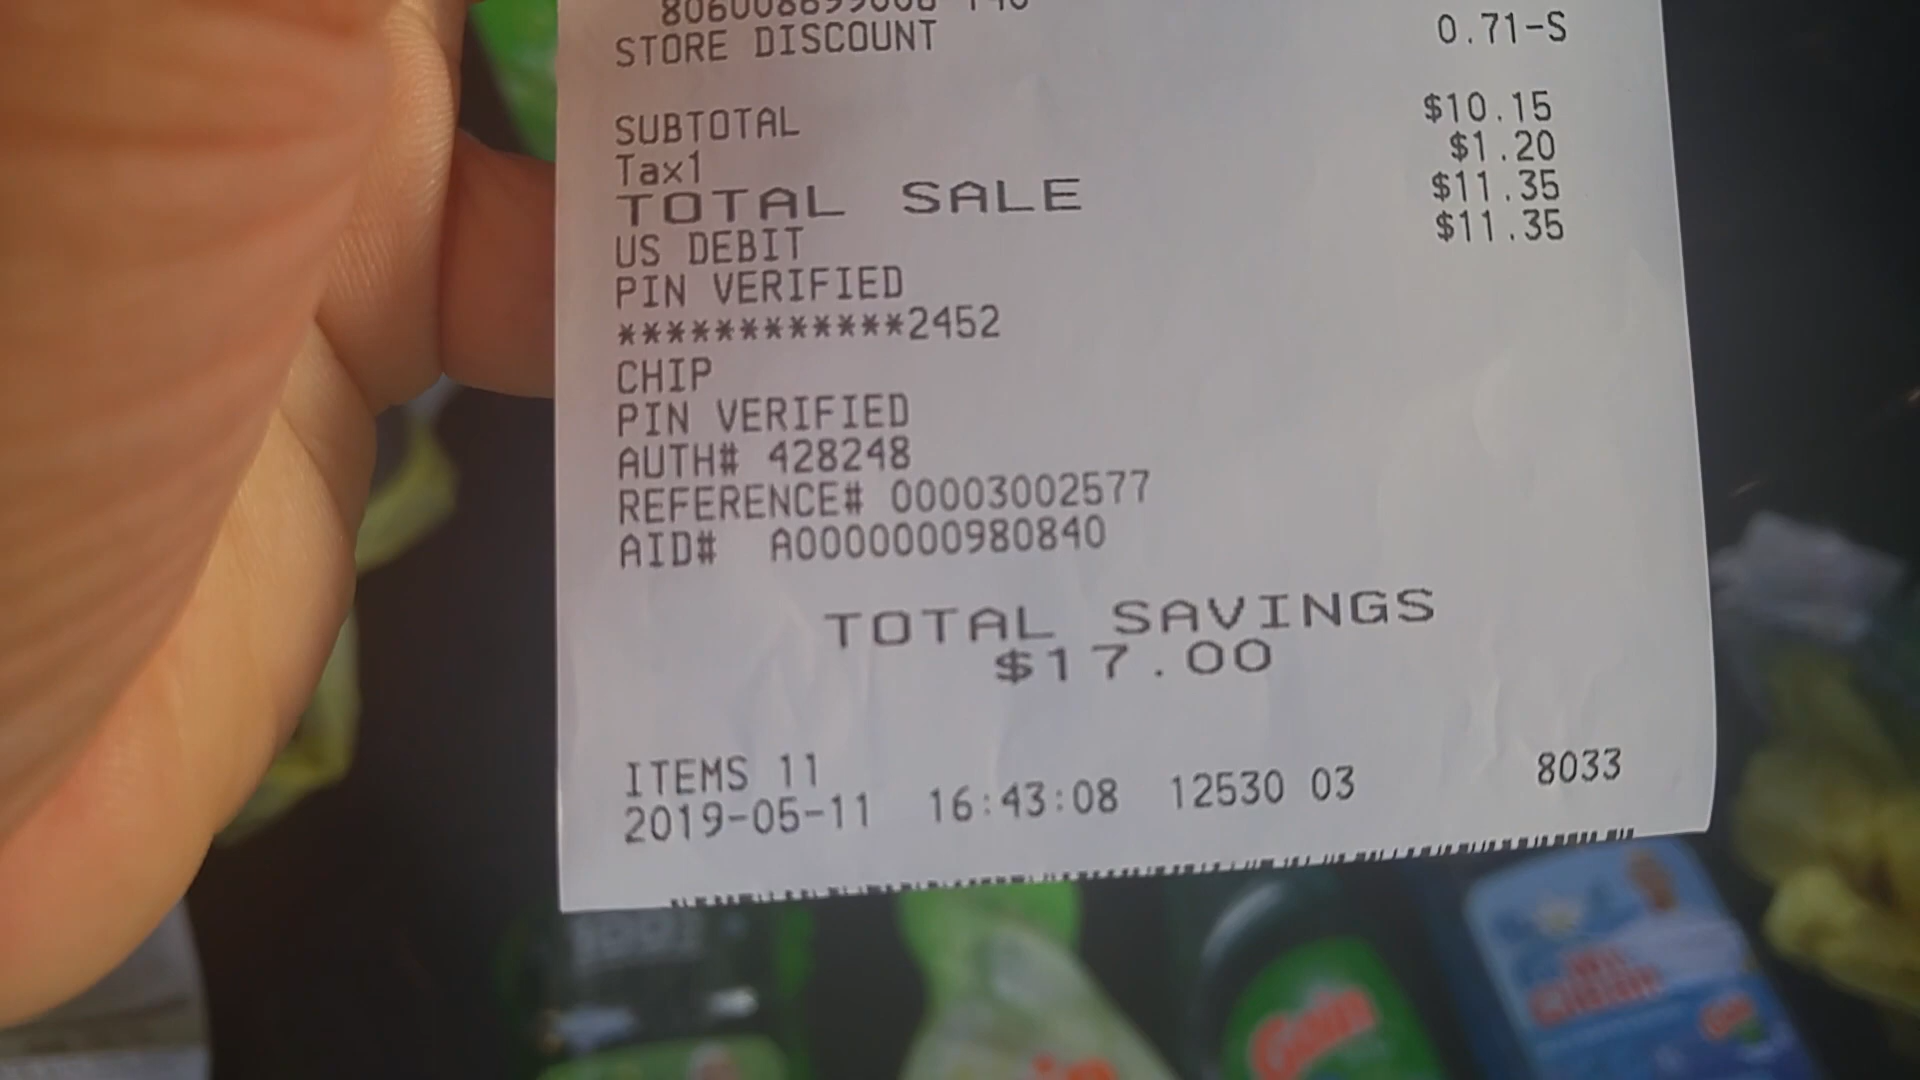 STORE DISCOUNT 0.71-S
SUBTOTAL $10.15
Tax1 $1.20
TOTAL SALE $11.35
US DEBIT $11.35
PIN VERIFIED
************2452
CHIP
PIN VERIFIED
AUTH# 428248
REFERENCE# 00003002577
AID# A0000000980840
TOTAL SAVINGS
$17.00
ITEMS 11
2019-05-11 16:43:08 12530 03 8033
Gain